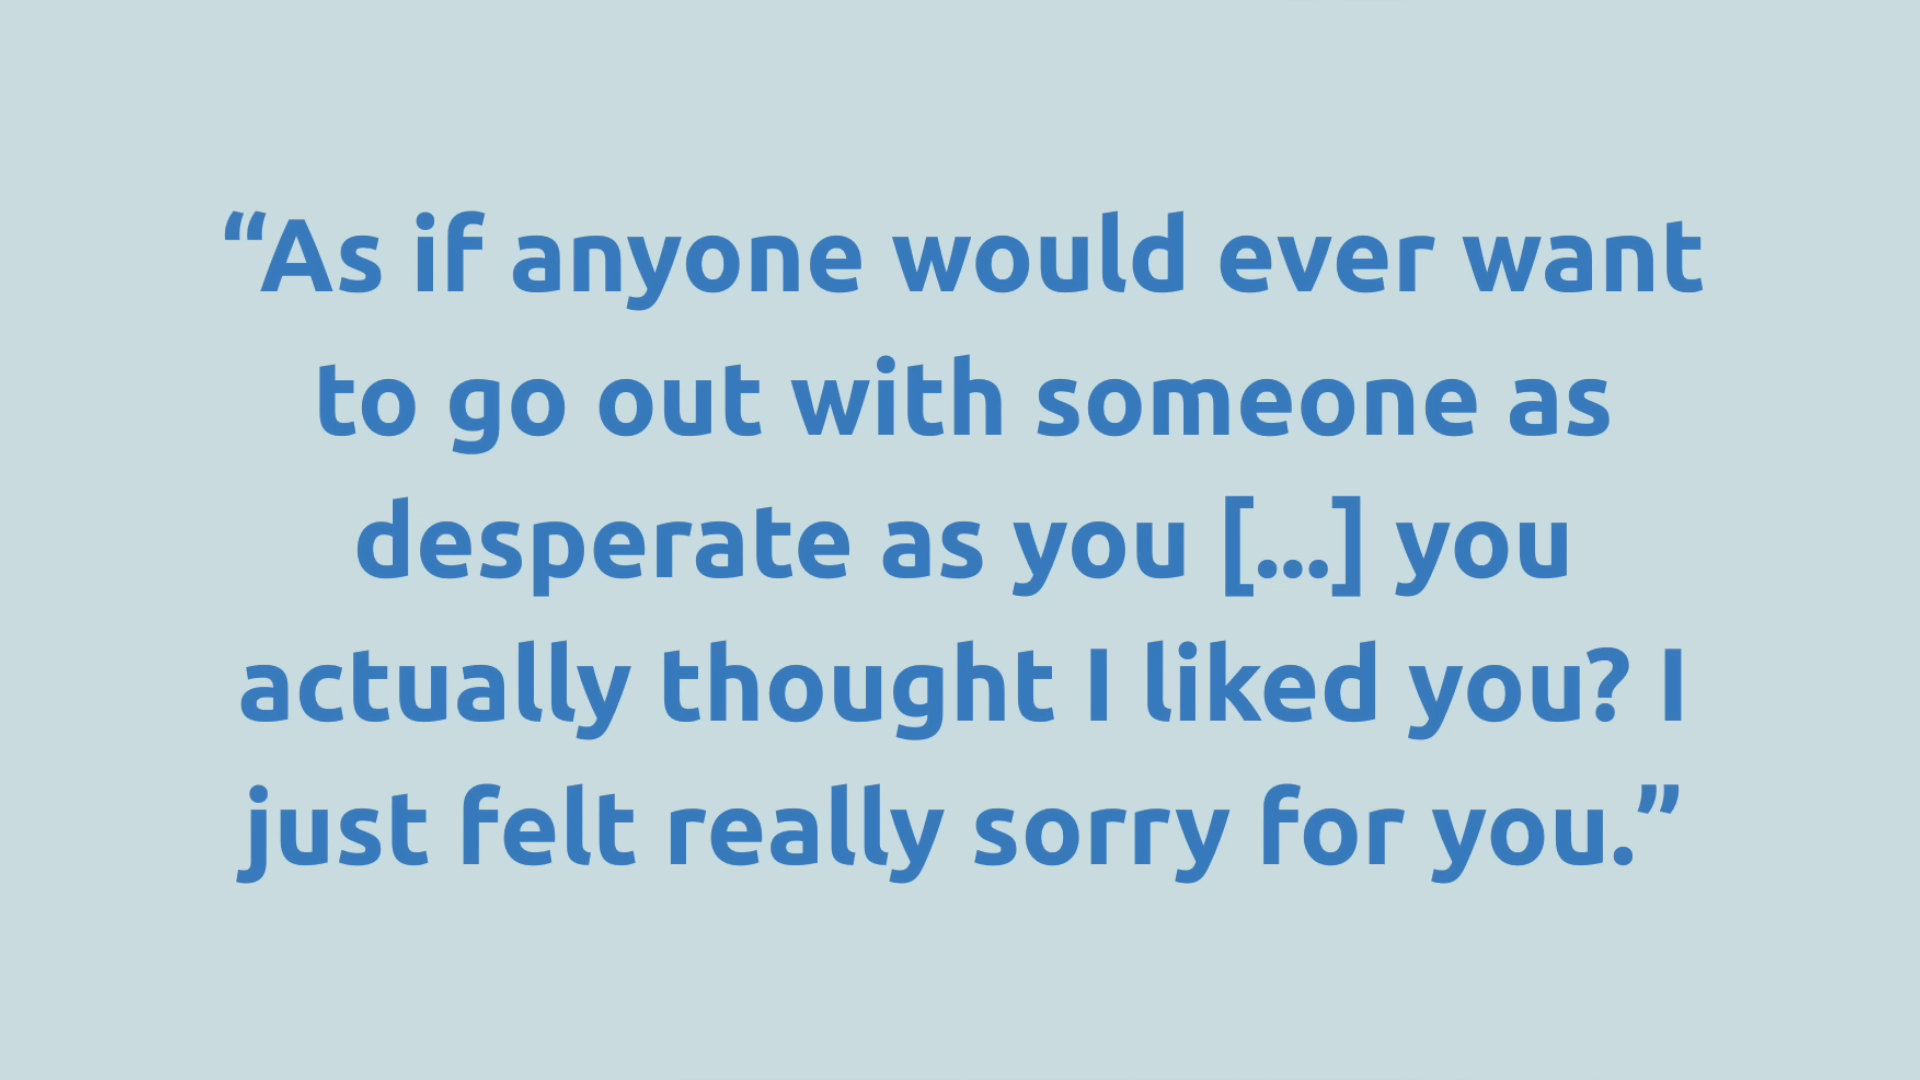 “As if anyone would ever want
to go out with someone as
desperate as you [...] you
actually thought I liked you? I
just felt really sorry for you.”